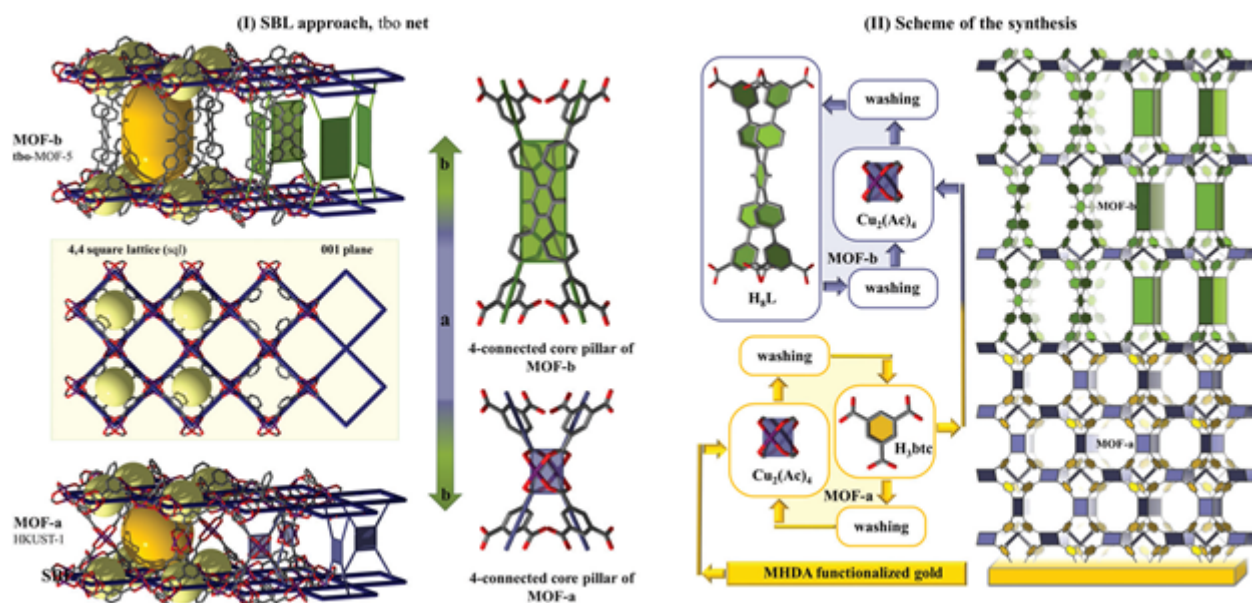 (I) SBL approach, tbo net
MOF-b
tbo-MOF-5
4,4 square lattice (sql)
001 plane
MOF-a
HKUST-1
b
a
b
4-connected core pillar of
MOF-b
4-connected core pillar of
MOF-a
(II) Scheme of the synthesis
washing
Cu₂(Ac)₄
MOF-b
H₈L
washing
washing
Cu₂(Ac)₄
H₃btc
MOF-a
washing
MHDA functionalized gold
MOF-b
MOF-a